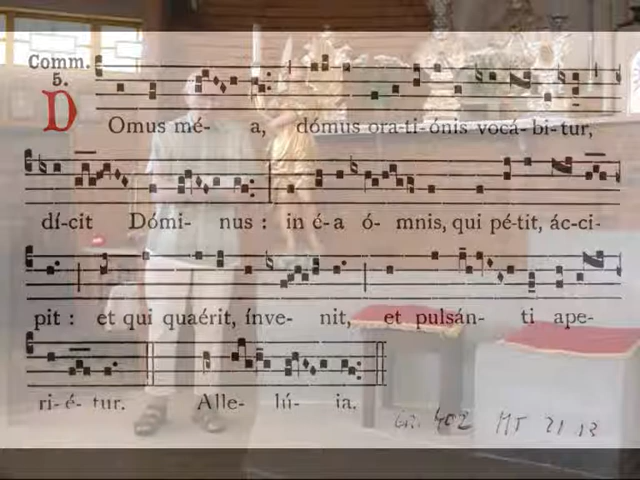 Comm.
5.
Domus mé- a, dómus ora-ti-ónis vocá-bi-tur,
dí-cit Dómi- nus : in é-a ó- mnis, qui pé-tit, ác-ci-
pit : et qui quaérit, ínve- nit, et pulsán- ti ape-
ri-é- tur. Alle- lú- ia.
Gr. 402 MT 21 13